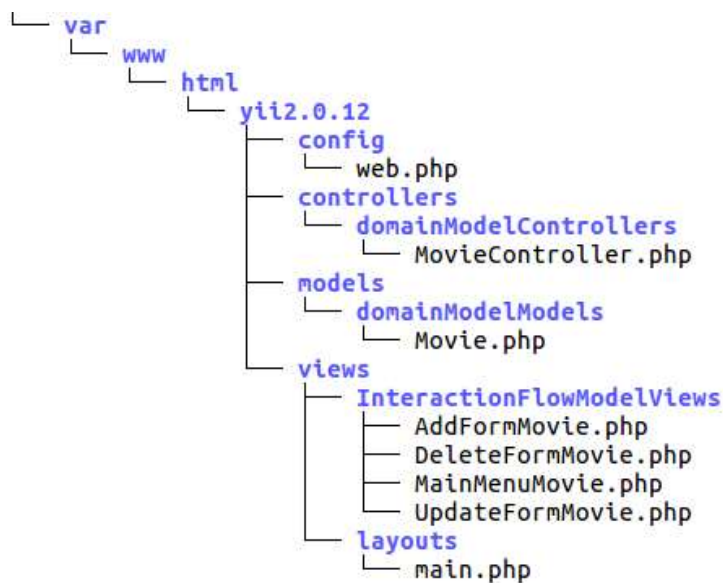 var
www
html
yii2.0.12
config
web.php
controllers
domainModelControllers
MovieController.php
models
domainModelModels
Movie.php
views
InteractionFlowModelViews
AddFormMovie.php
DeleteFormMovie.php
MainMenuMovie.php
UpdateFormMovie.php
layouts
main.php